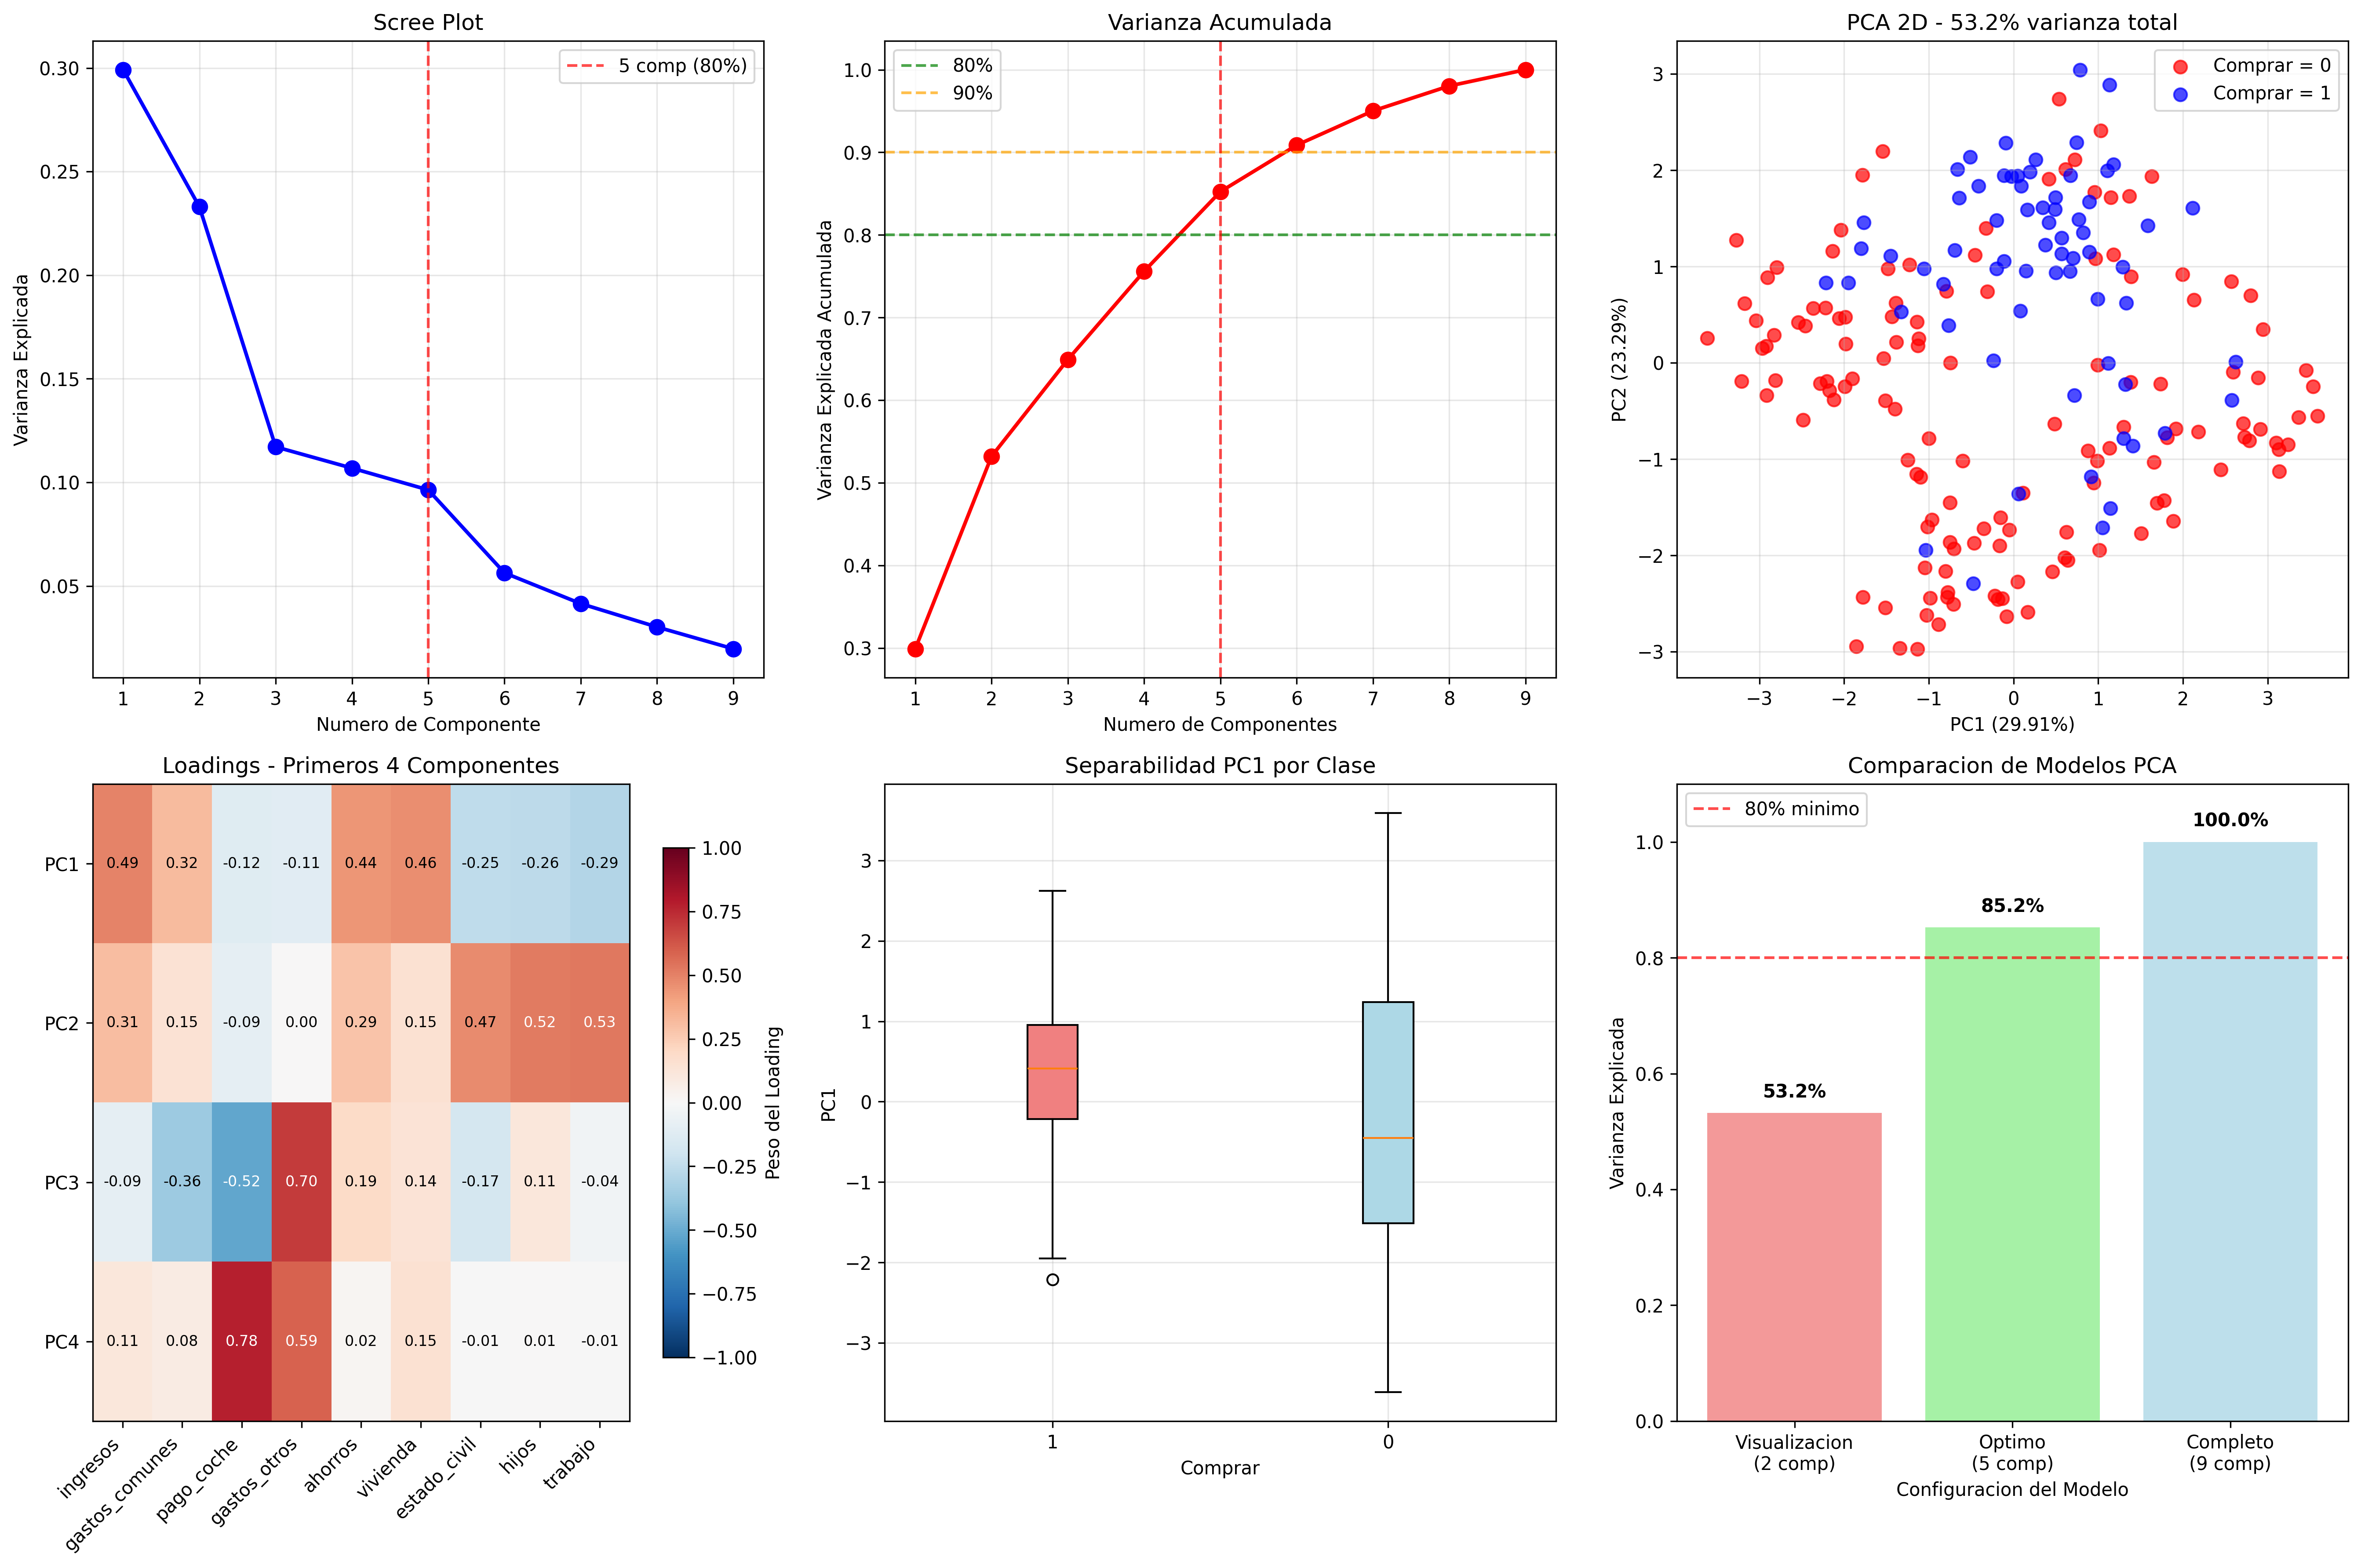 Scree Plot
5 comp (80%)
0.30
0.25
0.20
0.15
0.10
0.05
Varianza Explicada
1 2 3 4 5 6 7 8 9
Numero de Componente
Varianza Acumulada
80%
90%
1.0
0.9
0.8
0.7
0.6
0.5
0.4
0.3
Varianza Explicada Acumulada
1 2 3 4 5 6 7 8 9
Numero de Componentes
PCA 2D - 53.2% varianza total
Comprar = 0
Comprar = 1
3
2
1
0
−1
−2
−3
PC2 (23.29%)
−3 −2 −1 0 1 2 3
PC1 (29.91%)
Loadings - Primeros 4 Componentes
PC1 0.49 0.32 -0.12 -0.11 0.44 0.46 -0.25 -0.26 -0.29
PC2 0.31 0.15 -0.09 0.00 0.29 0.15 0.47 0.52 0.53
PC3 -0.09 -0.36 -0.52 0.70 0.19 0.14 -0.17 0.11 -0.04
PC4 0.11 0.08 0.78 0.59 0.02 0.15 -0.01 0.01 -0.01
ingresos
gastos_comunes
pago_coche
gastos_otros
ahorros
vivienda
estado_civil
hijos
trabajo
1.00
0.75
0.50
0.25
0.00
−0.25
−0.50
−0.75
−1.00
Peso del Loading
Separabilidad PC1 por Clase
3
2
1
0
−1
−2
−3
PC1
1 0
Comprar
Comparacion de Modelos PCA
80% minimo
1.0
0.8
0.6
0.4
0.2
0.0
Varianza Explicada
53.2%
85.2%
100.0%
Visualizacion
(2 comp)
Optimo
(5 comp)
Completo
(9 comp)
Configuracion del Modelo